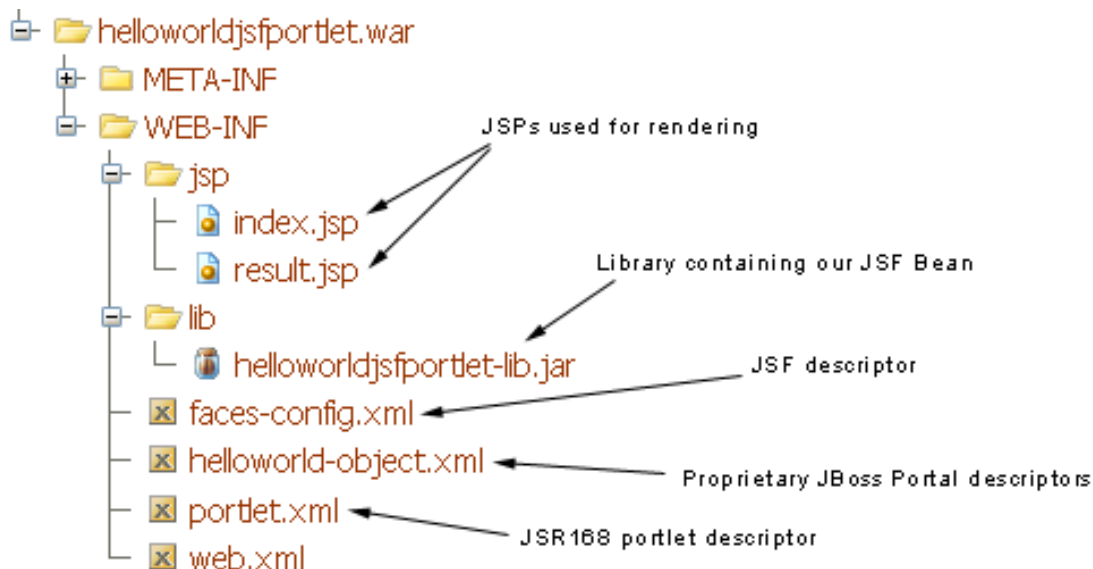 helloworldjsfportlet.war
META-INF
WEB-INF
JSPs used for rendering
jsp
index.jsp
result.jsp
Library containing our JSF Bean
lib
helloworldjsfportlet-lib.jar
JSF descriptor
faces-config.xml
helloworld-object.xml
Proprietary JBoss Portal descriptors
portlet.xml
JSR168 portlet descriptor
web.xml